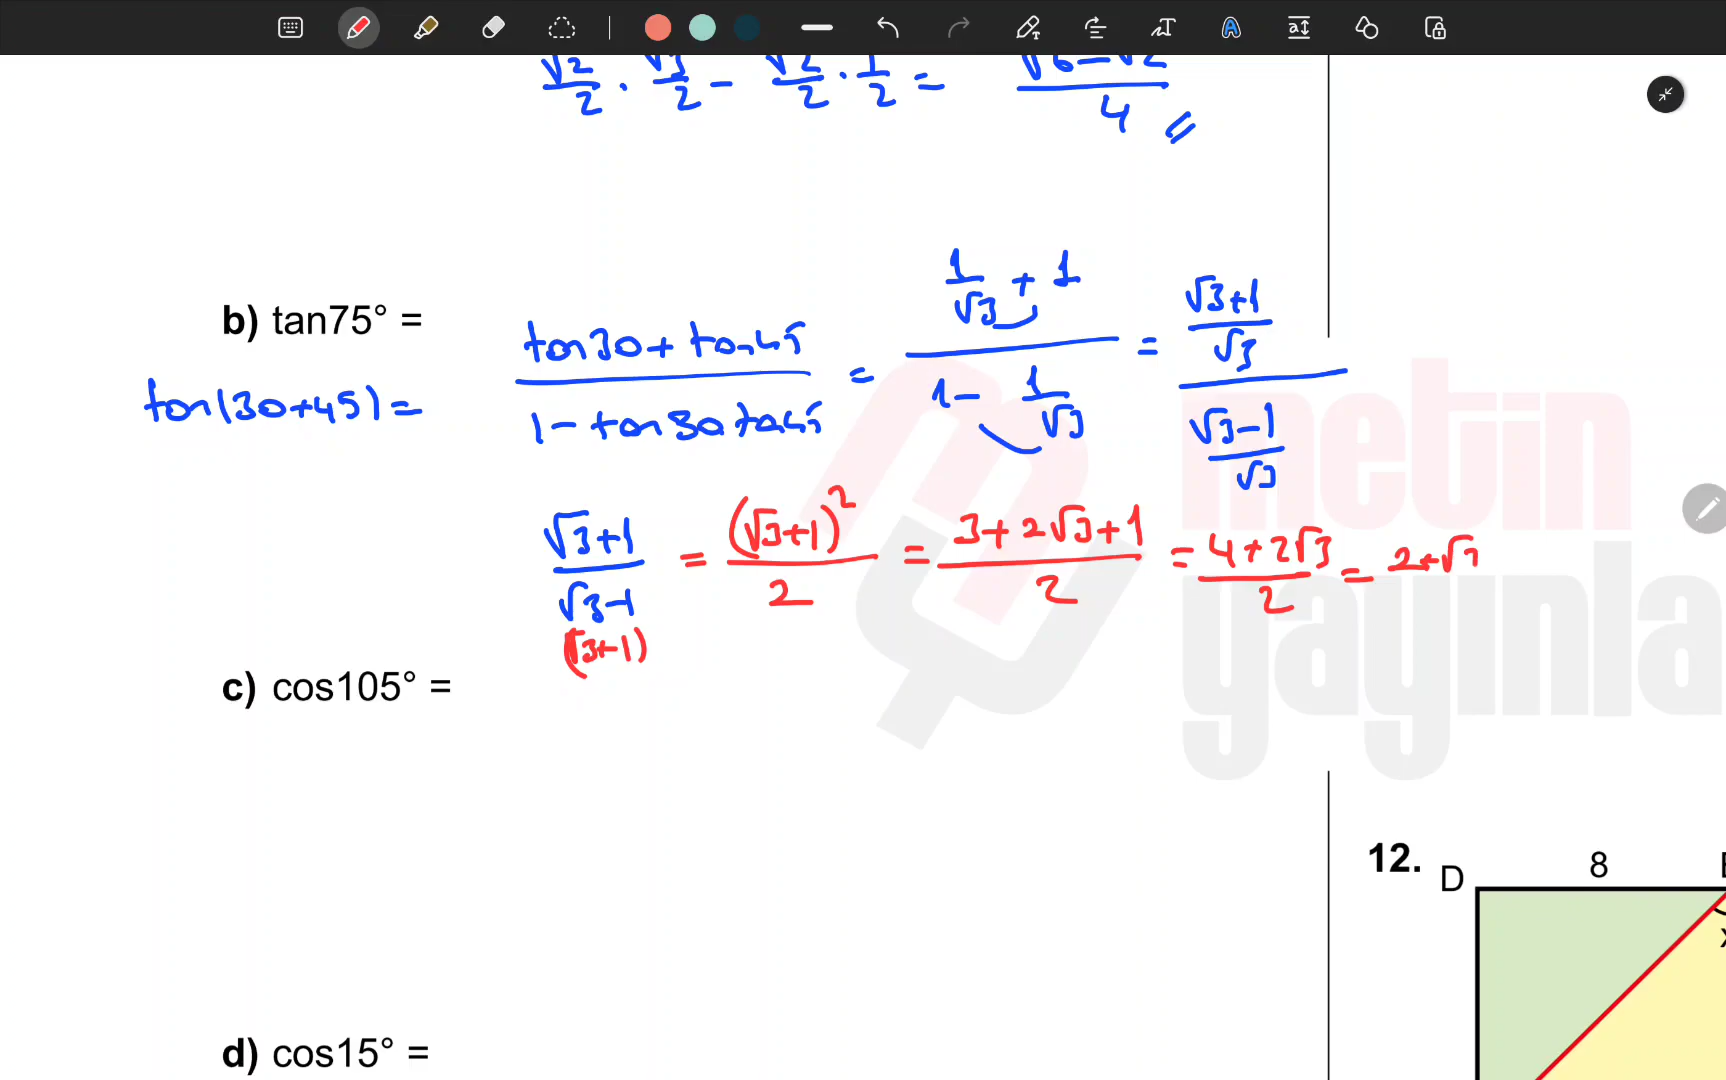 √2/2 · √3/2 − √2/2 · 1/2 = √6−√2/4
b) tan75° =
tan(30+45) =
tan30 + tan45 / 1 − tan30 tan45 = 1/√3 + 1 / 1 − 1/√3 = √3+1/√3 / √3−1/√3
√3+1/√3−1 = (√3+1)²/2 = 3+2√3+1/2 = 4+2√3/2 = 2+√3
(√3+1)
c) cos105° =
d) cos15° =
12.
D 8
metin
yayınla